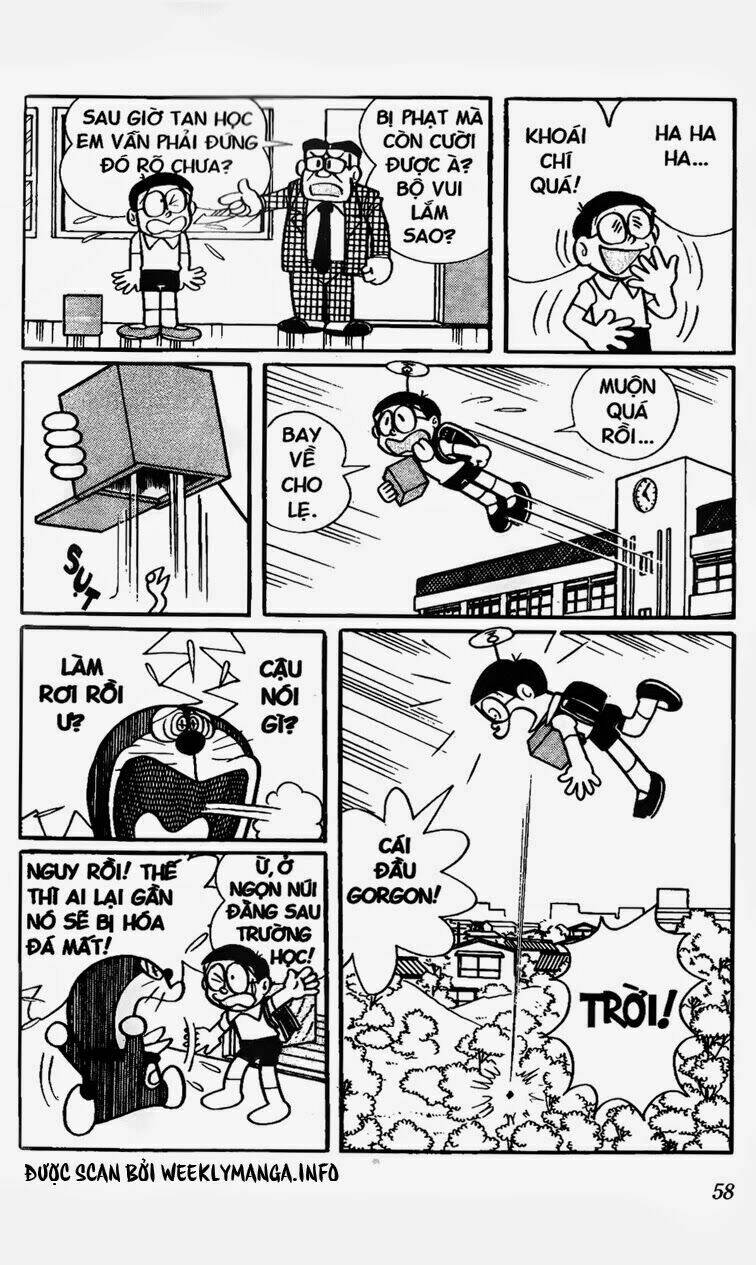 HA HA
HA...
KHOÁI
CHÍ
QUÁ!
BỊ PHẠT MÀ
CÒN CƯỜI
ĐƯỢC À?
BỘ VUI
LẮM
SAO?
SAU GIỜ TAN HỌC
EM VẪN PHẢI ĐỨNG
ĐÓ RÕ CHƯA?
MUỘN
QUÁ
RỒI...
BAY
VỀ
CHO
LẸ.
SỤT
TRỜI!
CÁI
ĐẦU
GORGON!
CẬU
NÓI
GÌ?
LÀM
RƠI RỒI
Ư?
Ừ, Ở
NGỌN NÚI
ĐÀNG SAU
TRƯỜNG
HỌC!
NGUY RỒI! THẾ
THÌ AI LẠI GẦN
NÓ SẼ BỊ HÓA
ĐÁ MẤT!
ĐƯỢC SCAN BỞI WEEKLYMANGA.INFO
58